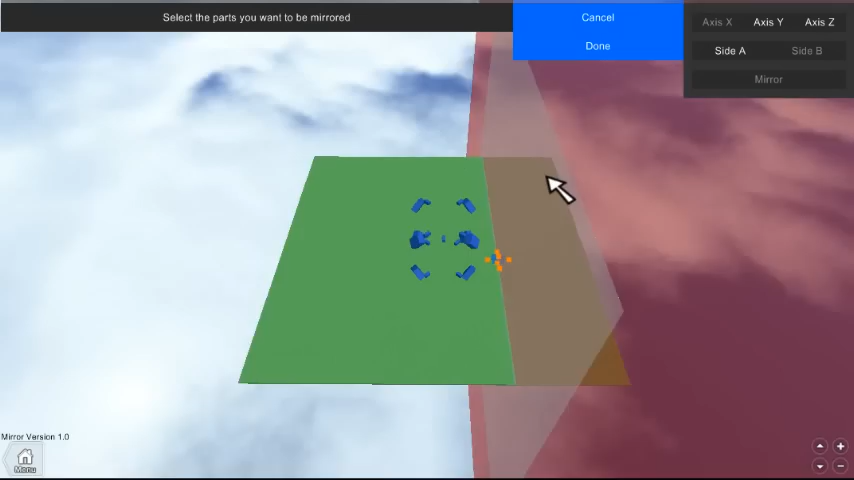 Select the parts you want to be mirrored
Cancel
Done
Axis X Axis Y Axis Z
Side A Side B
Mirror
Mirror Version 1.0
Menu